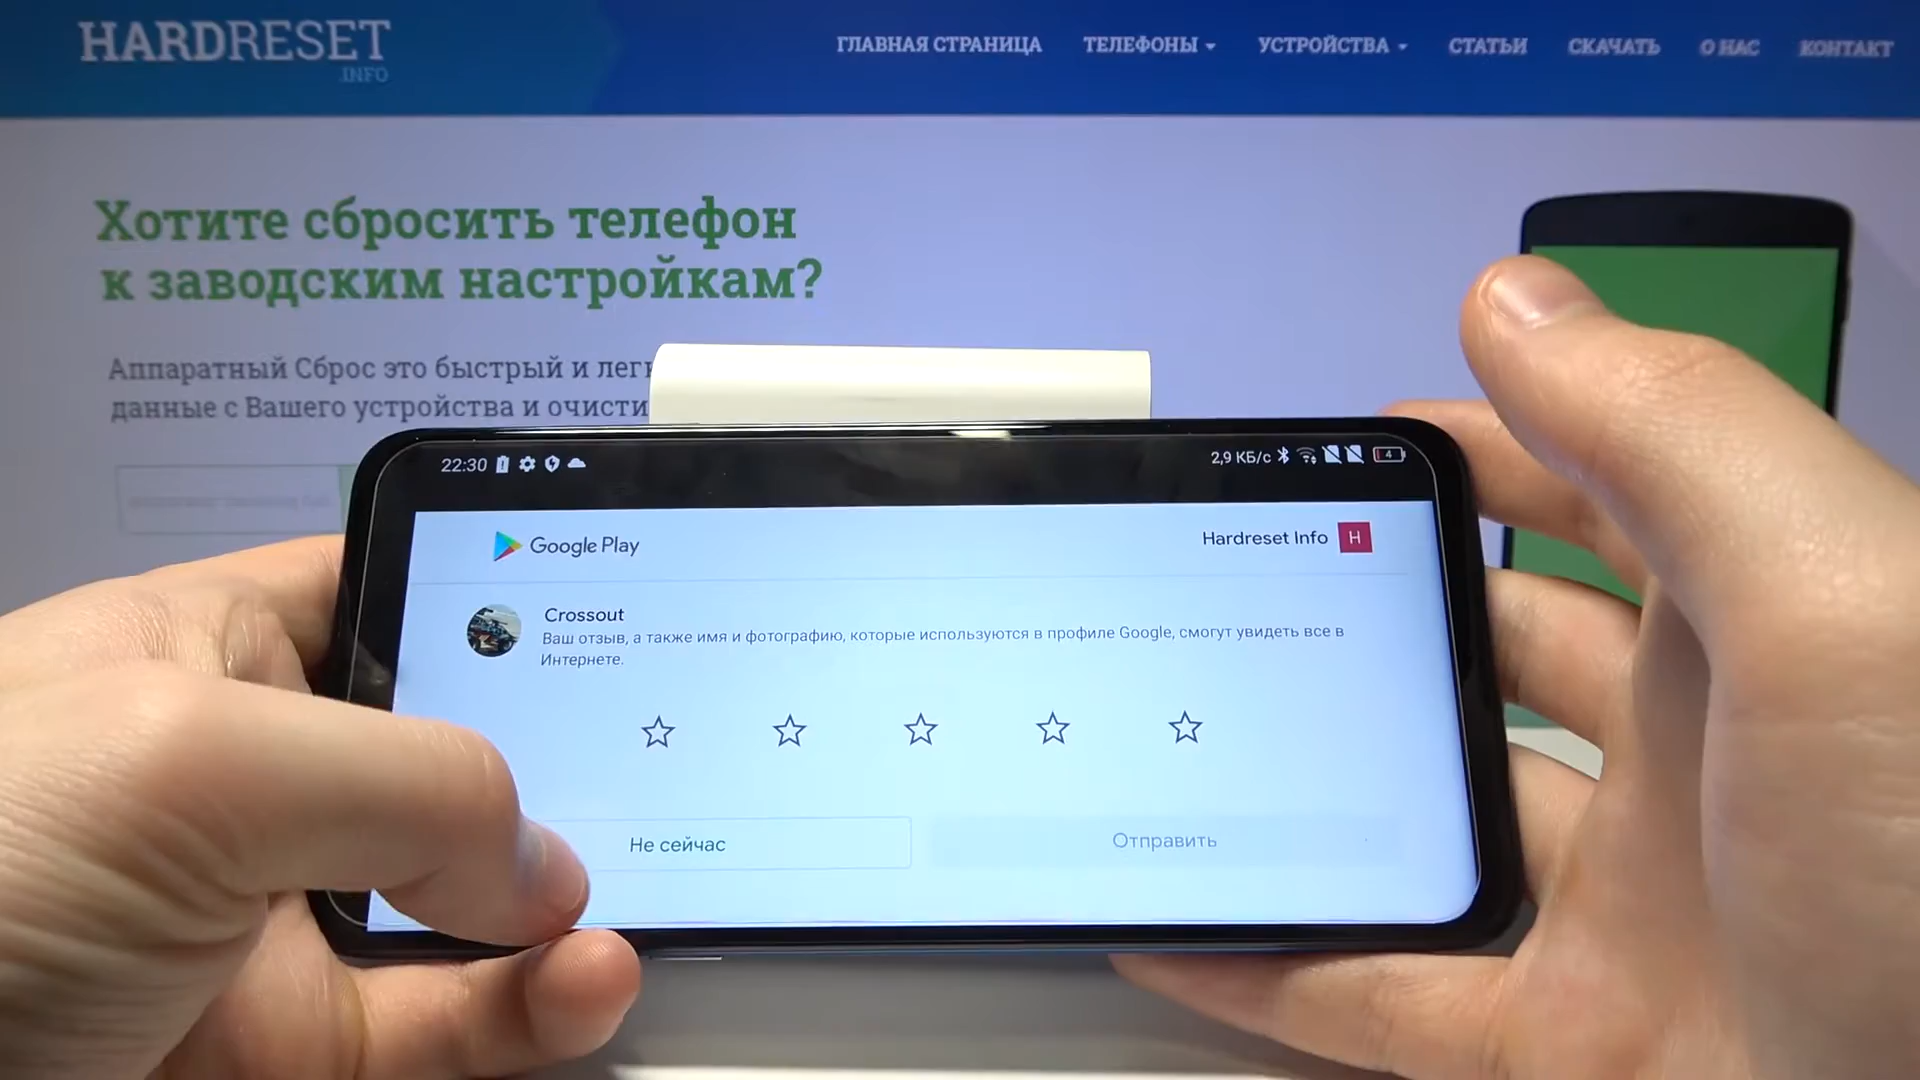 HARDRESET
.INFO
ГЛАВНАЯ СТРАНИЦА
ТЕЛЕФОНЫ
УСТРОЙСТВА
СТАТЬИ
СКАЧАТЬ
О НАС
КОНТАКТ
Хотите сбросить телефон
к заводским настройкам?
Аппаратный Сброс это быстрый и
данные с Вашего устройства и
22:30
2,9 КБ/с
4
Google Play
Hardreset Info
H
Crossout
Ваш отзыв, а также имя и фотографию, которые используются в профиле Google, смогут увидеть все в
Интернете.
Не сейчас
Отправить